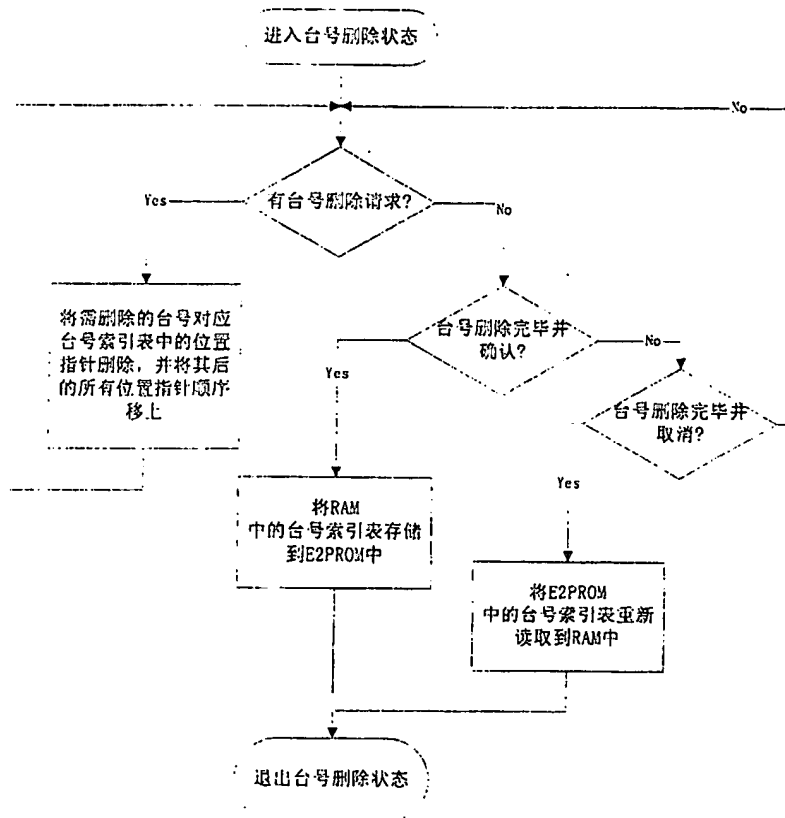 进入台号删除状态
No
有台号删除请求?
Yes
No
将需删除的台号对应
台号索引表中的位置
指针删除，并将其后
的所有位置指针顺序
移上
台号删除完毕并
确认?
Yes
No
台号删除完毕并
取消?
Yes
将RAM
中的台号索引表存储
到E2PROM中
将E2PROM
中的台号索引表重新
读取到RAM中
退出台号删除状态